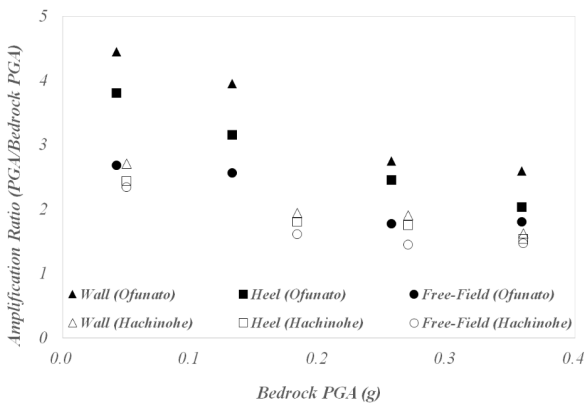 Amplification Ratio (PGA/Bedrock PGA)
5
4
3
2
1
0
Wall (Ofunato) Heel (Ofunato) Free-Field (Ofunato)
Wall (Hachinohe) Heel (Hachinohe) Free-Field (Hachinohe)
0.0 0.1 0.2 0.3 0.4
Bedrock PGA (g)